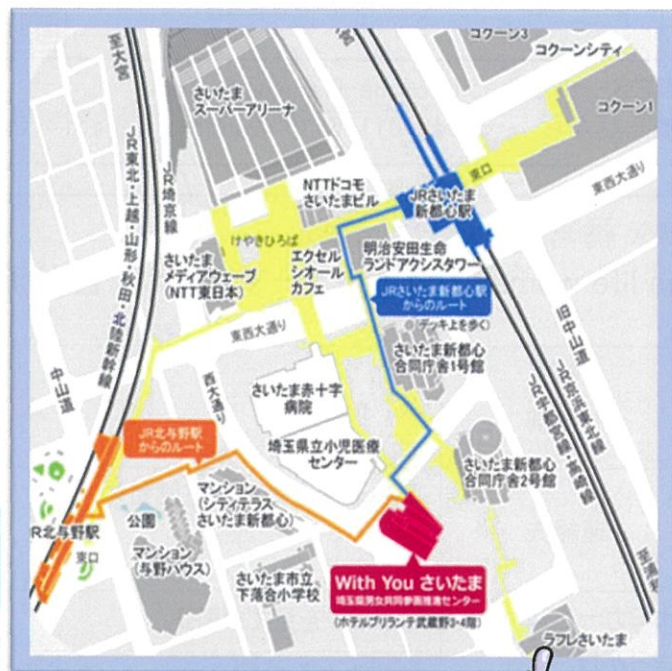 至大宮
コクーン3
コクーンシティ
コクーン1
さいたま
スーパーアリーナ
JR東北・上越・山形・秋田・北陸新幹線
JR埼京線
東口
JRさいたま
新都心駅
東西大通り
NTTドコモ
さいたまビル
けやきひろば
さいたま
メディアウェーブ
(NTT東日本)
エクセル
シオール
カフェ
明治安田生命
ランドアクシスタワー
JRさいたま新都心駅
からのルート
(デッキ上を歩く)
旧中山道
東西大通り
中山道
西大通り
さいたま新都心
合同庁舎1号館
さいたま赤十字
病院
JR京浜東北線
JR宇都宮線・高崎線
JR北与野駅
からのルート
埼玉県立小児医療
センター
さいたま新都心
合同庁舎2号館
マンション
(シティテラス
さいたま新都心)
公園
R北与野駅
東口
マンション
(与野ハウス)
さいたま市立
下落合小学校
With You さいたま
埼玉県男女共同参画推進センター
(ホテルブリランテ武蔵野3・4階)
ラフレさいたま